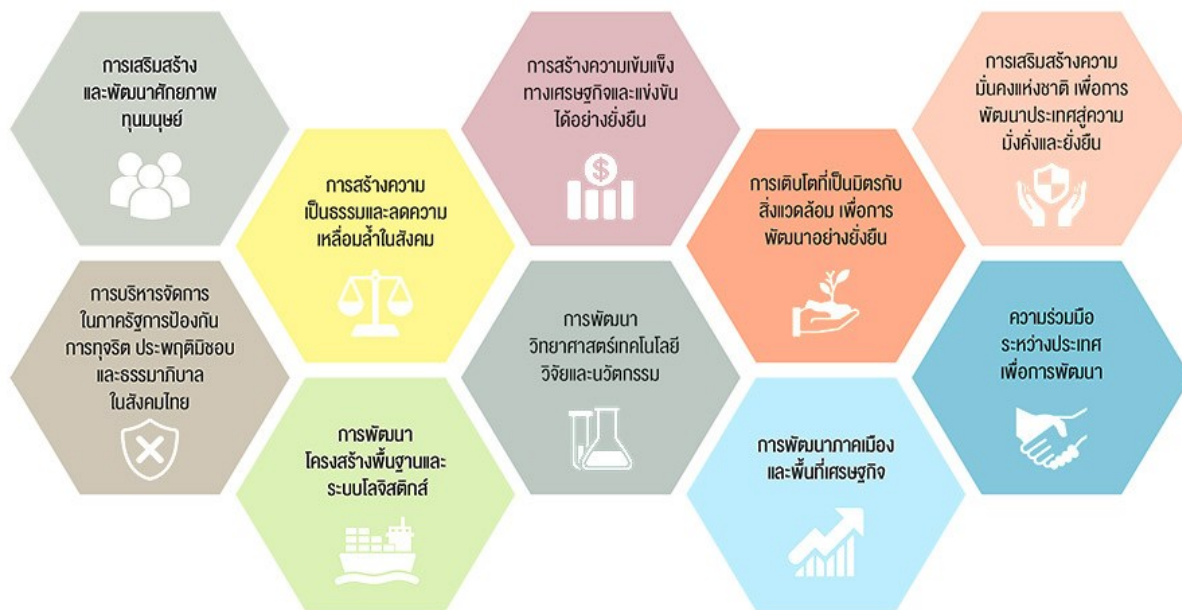 การเสริมสร้าง
และพัฒนาศักยภาพ
ทุนมนุษย์
การสร้างความ
เป็นธรรมและลดความ
เหลื่อมล้ำในสังคม
การสร้างความเข้มแข็ง
ทางเศรษฐกิจและแข่งขัน
ได้อย่างยั่งยืน
การเติบโตที่เป็นมิตรกับ
สิ่งแวดล้อม เพื่อการ
พัฒนาอย่างยั่งยืน
การเสริมสร้างความ
มั่นคงแห่งชาติ เพื่อการ
พัฒนาประเทศสู่ความ
มั่งคั่งและยั่งยืน
การบริหารจัดการ
ในภาครัฐการป้องกัน
การทุจริต ประพฤติมิชอบ
และธรรมาภิบาล
ในสังคมไทย
การพัฒนา
โครงสร้างพื้นฐานและ
ระบบโลจิสติกส์
การพัฒนา
วิทยาศาสตร์เทคโนโลยี
วิจัยและนวัตกรรม
การพัฒนาภาคเมือง
และพื้นที่เศรษฐกิจ
ความร่วมมือ
ระหว่างประเทศ
เพื่อการพัฒนา
$